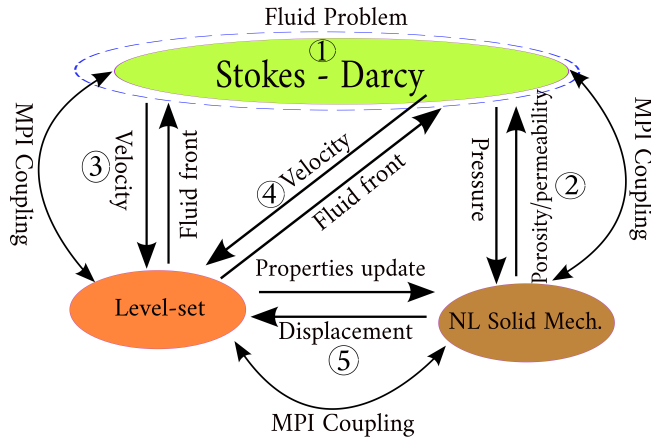 Fluid Problem
①
Stokes - Darcy
MPI Coupling
③
Velocity
Fluid front
④
Velocity
Fluid front
Pressure
Porosity/permeability
②
MPI Coupling
Level-set
Properties update
Displacement
⑤
NL Solid Mech.
MPI Coupling